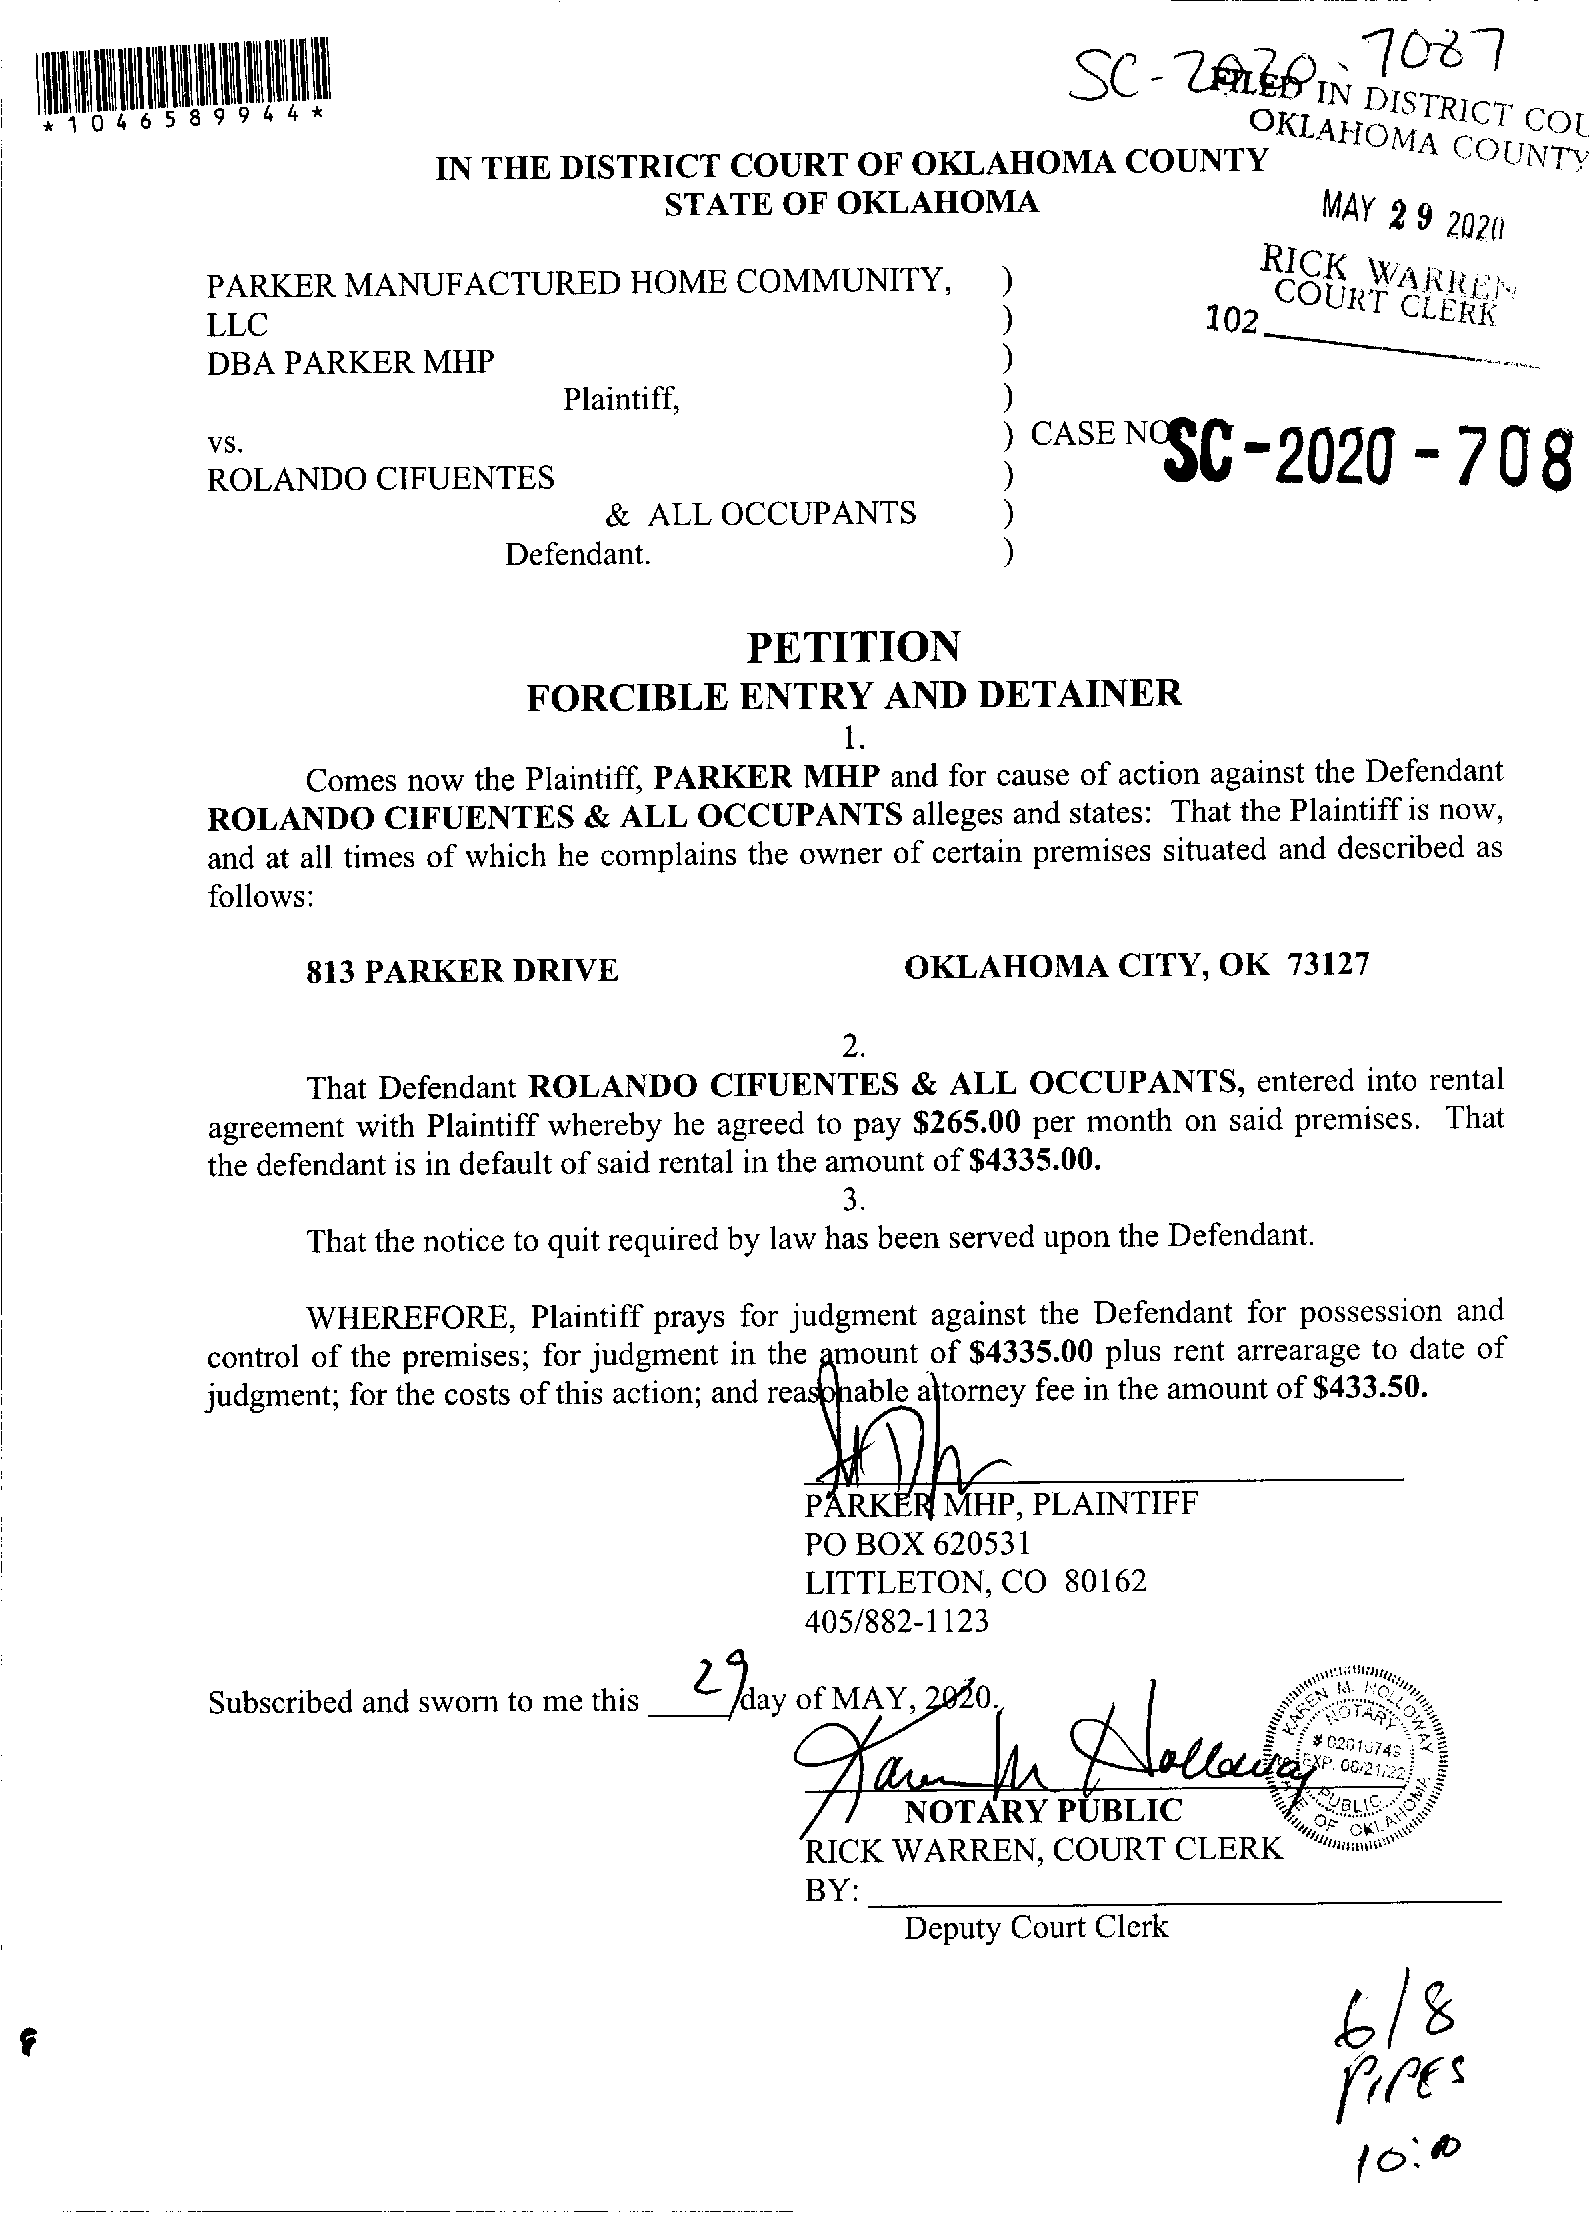 SC-2020-7087
*1046589944*
FILED IN DISTRICT COU
OKLAHOMA COUNTY
IN THE DISTRICT COURT OF OKLAHOMA COUNTY
STATE OF OKLAHOMA
MAY 29 2020
RICK WARREN
COURT CLERK
102
PARKER MANUFACTURED HOME COMMUNITY, )
LLC )
DBA PARKER MHP )
Plaintiff, )
vs. ) CASE NO SC-2020-708
ROLANDO CIFUENTES )
& ALL OCCUPANTS )
Defendant. )
PETITION
FORCIBLE ENTRY AND DETAINER
1.
Comes now the Plaintiff, PARKER MHP and for cause of action against the Defendant
ROLANDO CIFUENTES & ALL OCCUPANTS alleges and states: That the Plaintiff is now,
and at all times of which he complains the owner of certain premises situated and described as
follows:
813 PARKER DRIVE OKLAHOMA CITY, OK 73127
2.
That Defendant ROLANDO CIFUENTES & ALL OCCUPANTS, entered into rental
agreement with Plaintiff whereby he agreed to pay $265.00 per month on said premises. That
the defendant is in default of said rental in the amount of $4335.00.
3.
That the notice to quit required by law has been served upon the Defendant.
WHEREFORE, Plaintiff prays for judgment against the Defendant for possession and
control of the premises; for judgment in the amount of $4335.00 plus rent arrearage to date of
judgment; for the costs of this action; and reasonable attorney fee in the amount of $433.50.
PARKER MHP, PLAINTIFF
PO BOX 620531
LITTLETON, CO 80162
405/882-1123
Subscribed and sworn to me this 29 day of MAY, 2020.
Karen M Holloway
KAREN M. HOLLOWAY
NOTARY
# 02010749
EXP. 06/21/22
PUBLIC
OF OKLAHOMA
NOTARY PUBLIC
RICK WARREN, COURT CLERK
BY:
Deputy Court Clerk
6/8
PIPES
10:00